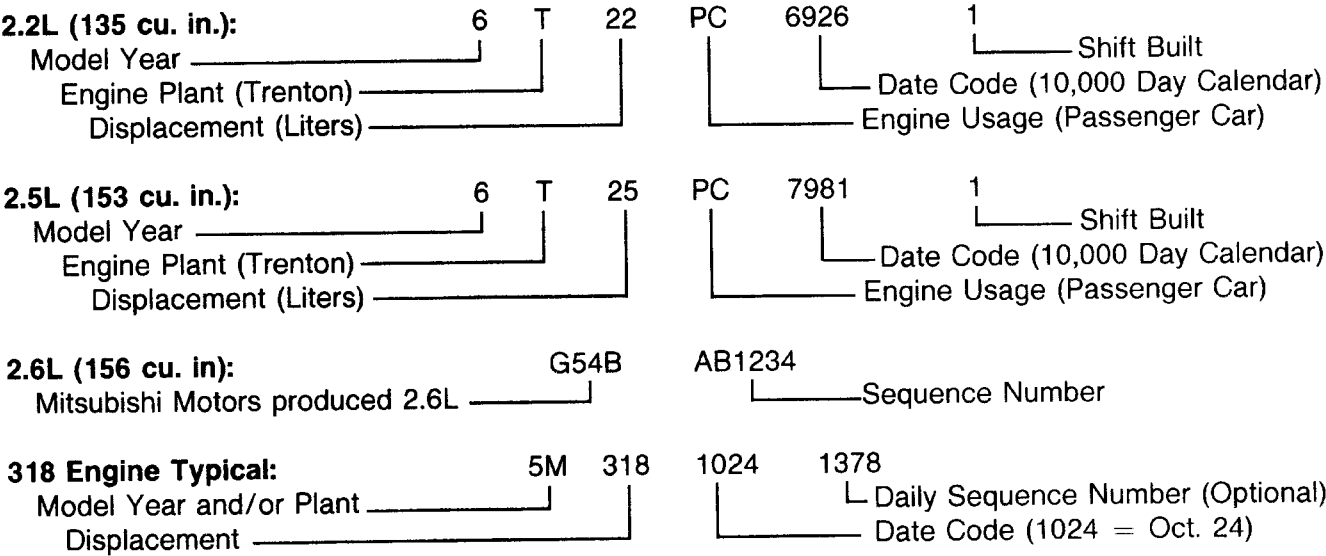 2.2L (135 cu. in.): 6 T 22 PC 6926 1
Model Year Shift Built
Engine Plant (Trenton) Date Code (10,000 Day Calendar)
Displacement (Liters) Engine Usage (Passenger Car)
2.5L (153 cu. in.): 6 T 25 PC 7981 1
Model Year Shift Built
Engine Plant (Trenton) Date Code (10,000 Day Calendar)
Displacement (Liters) Engine Usage (Passenger Car)
2.6L (156 cu. in): G54B AB1234
Mitsubishi Motors produced 2.6L Sequence Number
318 Engine Typical: 5M 318 1024 1378
Model Year and/or Plant Daily Sequence Number (Optional)
Displacement Date Code (1024 = Oct. 24)